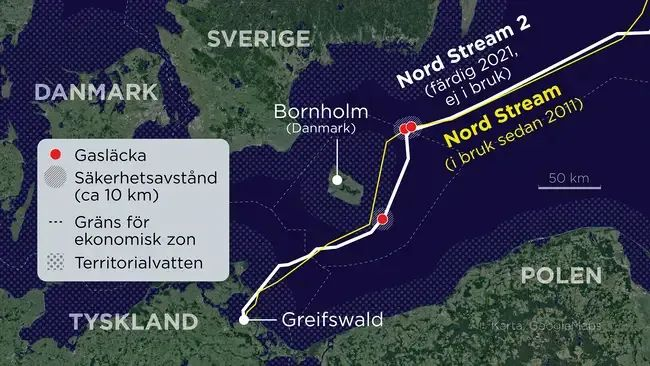 SVERIGE
DANMARK
Nord Stream 2
(färdig 2021,
ej i bruk)
Nord Stream
(i bruk sedan 2011)
Bornholm
(Danmark)
Gasläcka
Säkerhetsavstånd
(ca 10 km)
Gräns för
ekonomisk zon
Territorialvatten
50 km
POLEN
TYSKLAND
Greifswald
Karta: GoogleMaps